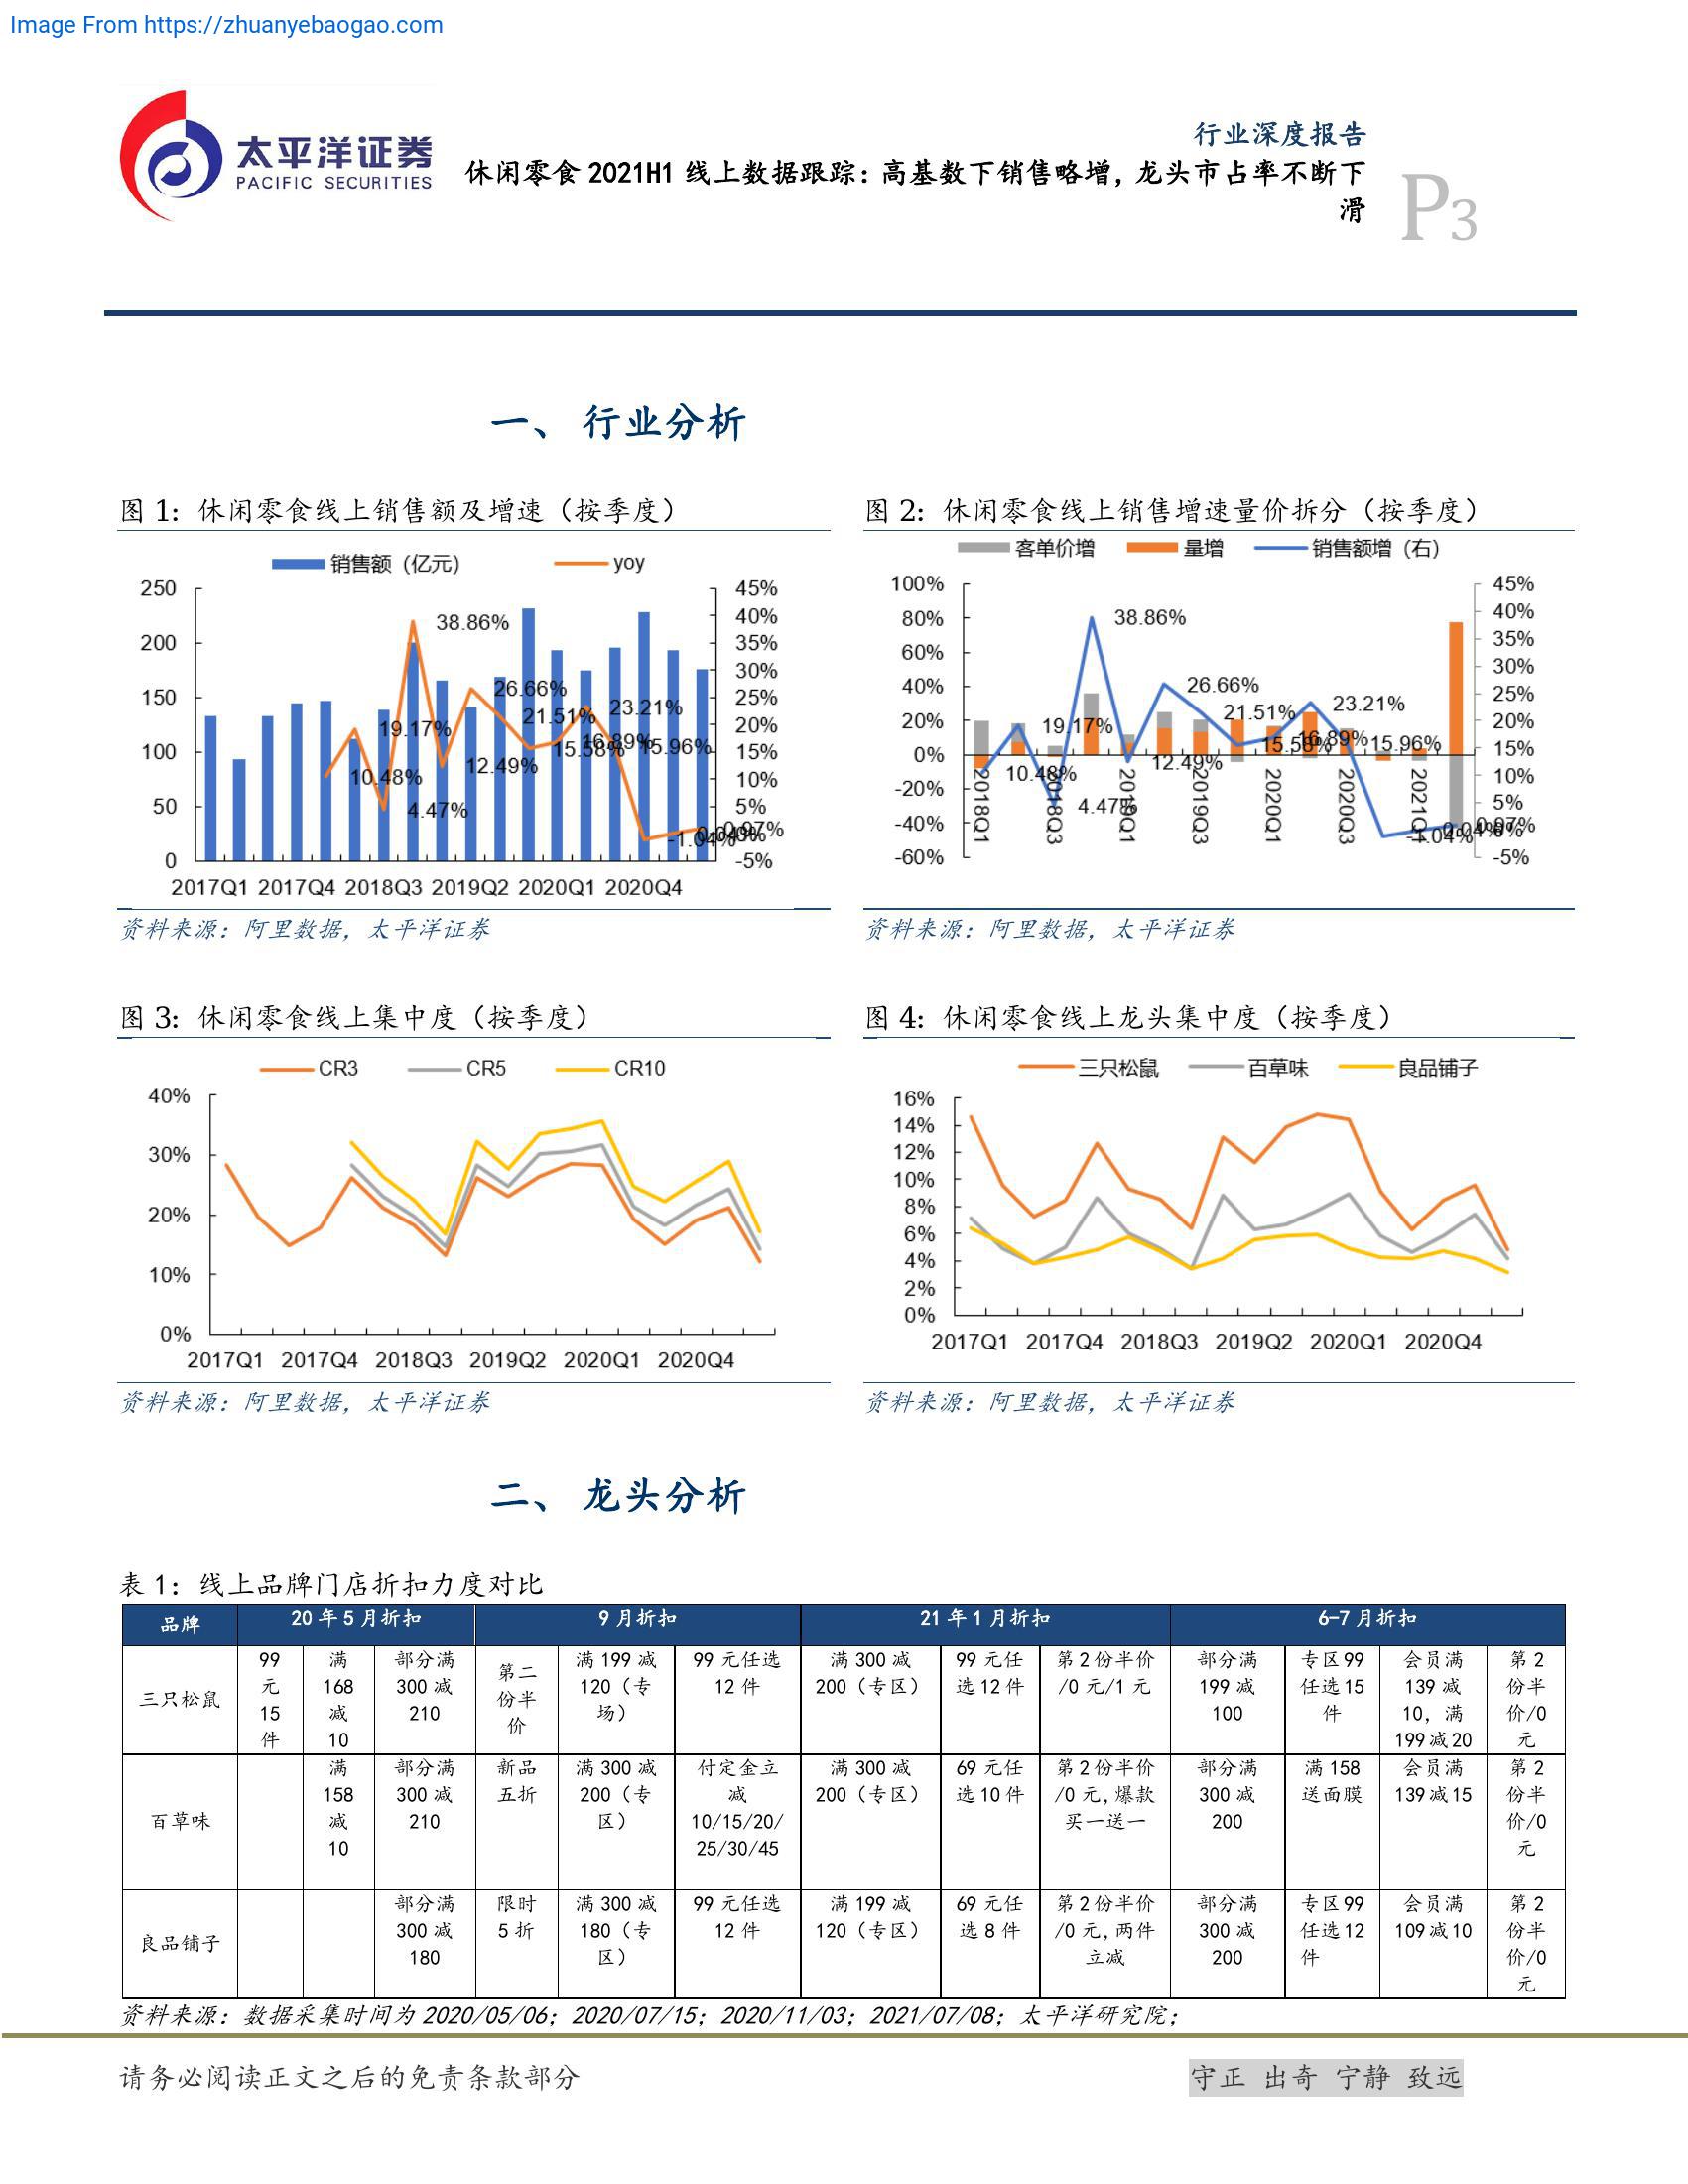 Image From https://zhuanyebaogao.com
太平洋证券
PACIFIC SECURITIES
行业深度报告
休闲零食 2021H1 线上数据跟踪：高基数下销售略增，龙头市占率不断下
滑
P3
一、 行业分析
图 1：休闲零食线上销售额及增速（按季度）
销售额（亿元） yoy
250
200
150
100
50
0
45%
40%
35%
30%
25%
20%
15%
10%
5%
-5%
38.86%
26.66%
23.21%
21.51%
19.17%
16.89%
15.58%
15.96%
12.49%
10.48%
4.47%
-1.04%
0.97%
2017Q1 2017Q4 2018Q3 2019Q2 2020Q1 2020Q4
资料来源：阿里数据，太平洋证券
图 2：休闲零食线上销售增速量价拆分（按季度）
客单价增 量增 销售额增（右）
100%
80%
60%
40%
20%
0%
-20%
-40%
-60%
45%
40%
35%
30%
25%
20%
15%
10%
5%
-5%
38.86%
26.66%
23.21%
21.51%
19.17%
16.89%
15.58%
15.96%
12.49%
10.48%
4.47%
-1.04%
0.04%
0.97%
2018Q1 2018Q3 2019Q1 2019Q3 2020Q1 2020Q3 2021Q1
资料来源：阿里数据，太平洋证券
图 3：休闲零食线上集中度（按季度）
CR3 CR5 CR10
40%
30%
20%
10%
0%
2017Q1 2017Q4 2018Q3 2019Q2 2020Q1 2020Q4
资料来源：阿里数据，太平洋证券
图 4：休闲零食线上龙头集中度（按季度）
三只松鼠 百草味 良品铺子
16%
14%
12%
10%
8%
6%
4%
2%
0%
2017Q1 2017Q4 2018Q3 2019Q2 2020Q1 2020Q4
资料来源：阿里数据，太平洋证券
二、 龙头分析
表 1：线上品牌门店折扣力度对比
品牌 20 年 5 月折扣 9 月折扣 21 年 1 月折扣 6-7 月折扣
三只松鼠
99
元
15
件
满
168
减
10
部分满
300 减
210
第二
份半
价
满 199 减
120（专
场）
99 元任选
12 件
满 300 减
200（专区）
99 元任
选 12 件
第 2 份半价
/0 元/1 元
部分满
199 减
100
专区 99
任选 15
件
会员满
139 减
10，满
199 减 20
第 2
份半
价/0
元
百草味
满
158
减
10
部分满
300 减
210
新品
五折
满 300 减
200（专
区）
付定金立
减
10/15/20/
25/30/45
满 300 减
200（专区）
69 元任
选 10 件
第 2 份半价
/0 元,爆款
买一送一
部分满
300 减
200
满 158
送面膜
会员满
139 减 15
第 2
份半
价/0
元
良品铺子
部分满
300 减
180
限时
5 折
满 300 减
180（专
区）
99 元任选
12 件
满 199 减
120（专区）
69 元任
选 8 件
第 2 份半价
/0 元,两件
立减
部分满
300 减
200
专区 99
任选 12
件
会员满
109 减 10
第 2
份半
价/0
元
资料来源：数据采集时间为 2020/05/06；2020/07/15；2020/11/03；2021/07/08；太平洋研究院；
请务必阅读正文之后的免责条款部分
守正 出奇 宁静 致远